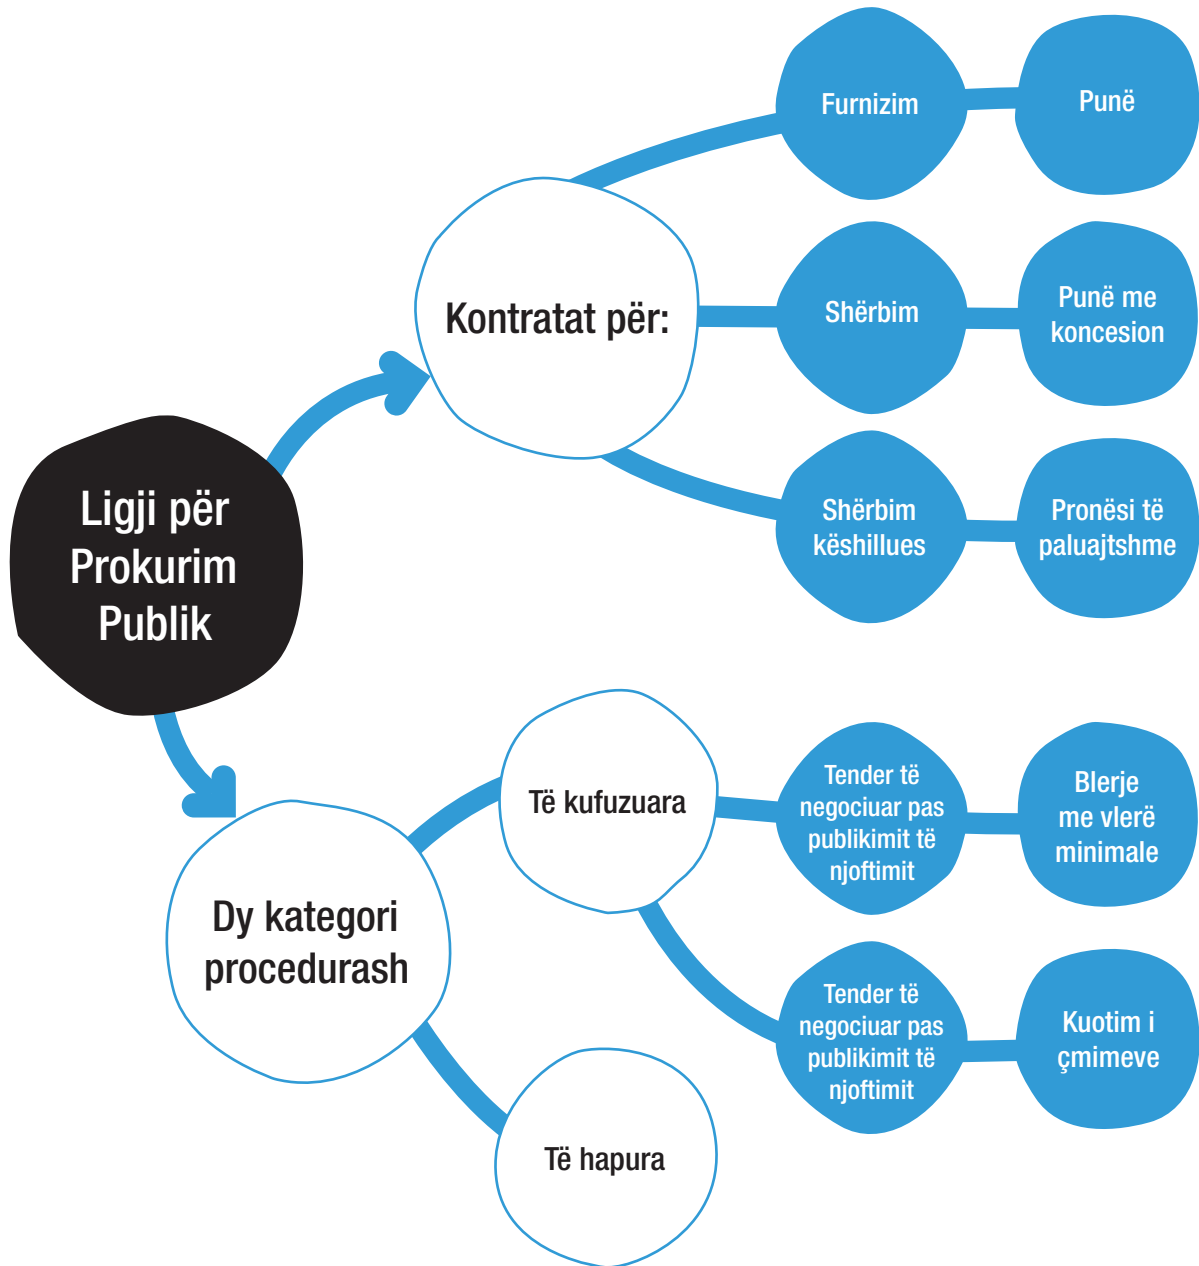 Furnizim
Punë
Kontratat për:
Shërbim
Punë me
koncesion
Shërbim
këshillues
Pronësi të
paluajtshme
Ligji për
Prokurim
Publik
Dy kategori
procedurash
Të kufuzuara
Tender të
negociuar pas
publikimit të
njoftimit
Blerje
me vlerë
minimale
Tender të
negociuar pas
publikimit të
njoftimit
Kuotim i
çmimeve
Të hapura